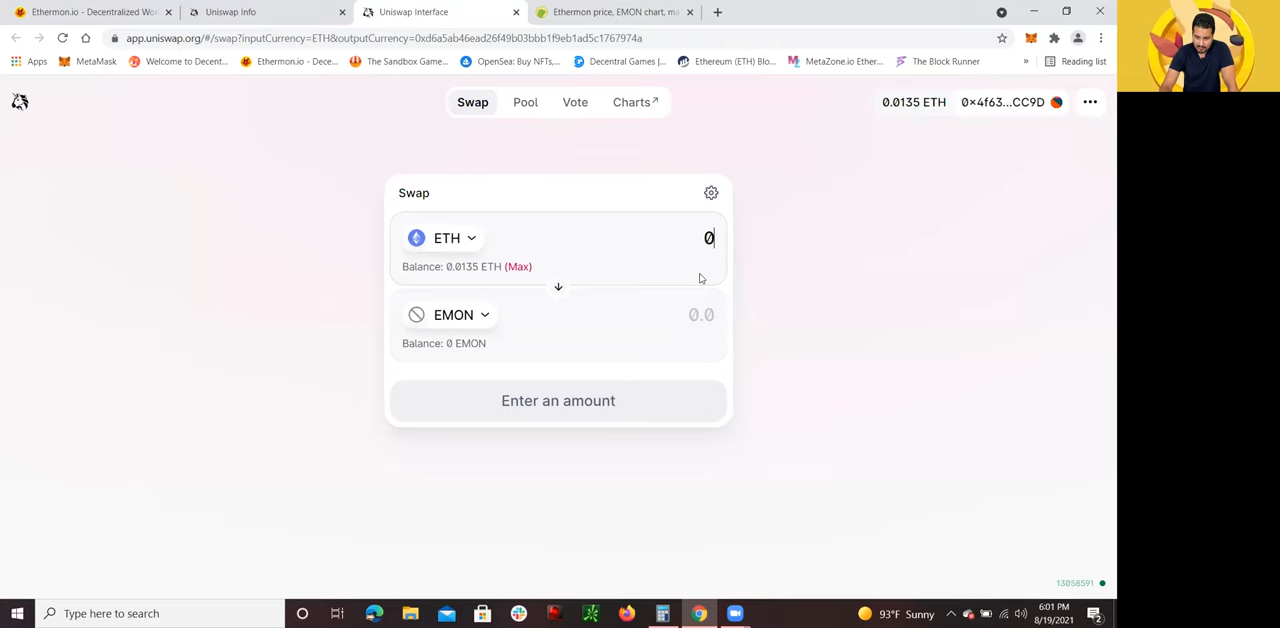 Ethermon.io - Decentralized Wo
Uniswap Info
Uniswap Interface
Ethermon price, EMON chart, ma
app.uniswap.org/#/swap?inputCurrency=ETH&outputCurrency=0xd6a5ab46ead26f49b03bbb1f9eb1ad5c1767974a
Apps
MetaMask
Welcome to Decent...
Ethermon.io - Dece...
The Sandbox Game...
OpenSea: Buy NFTs,...
Decentral Games |...
Ethereum (ETH) Blo...
MetaZone.io Ether...
The Block Runner
»
Reading list
Swap
Pool
Vote
Charts↗
0.0135 ETH
0×4f63...CC9D
Swap
ETH
0
Balance: 0.0135 ETH (Max)
EMON
0.0
Balance: 0 EMON
Enter an amount
13058591
Type here to search
93°F Sunny
6:01 PM
8/19/2021
2